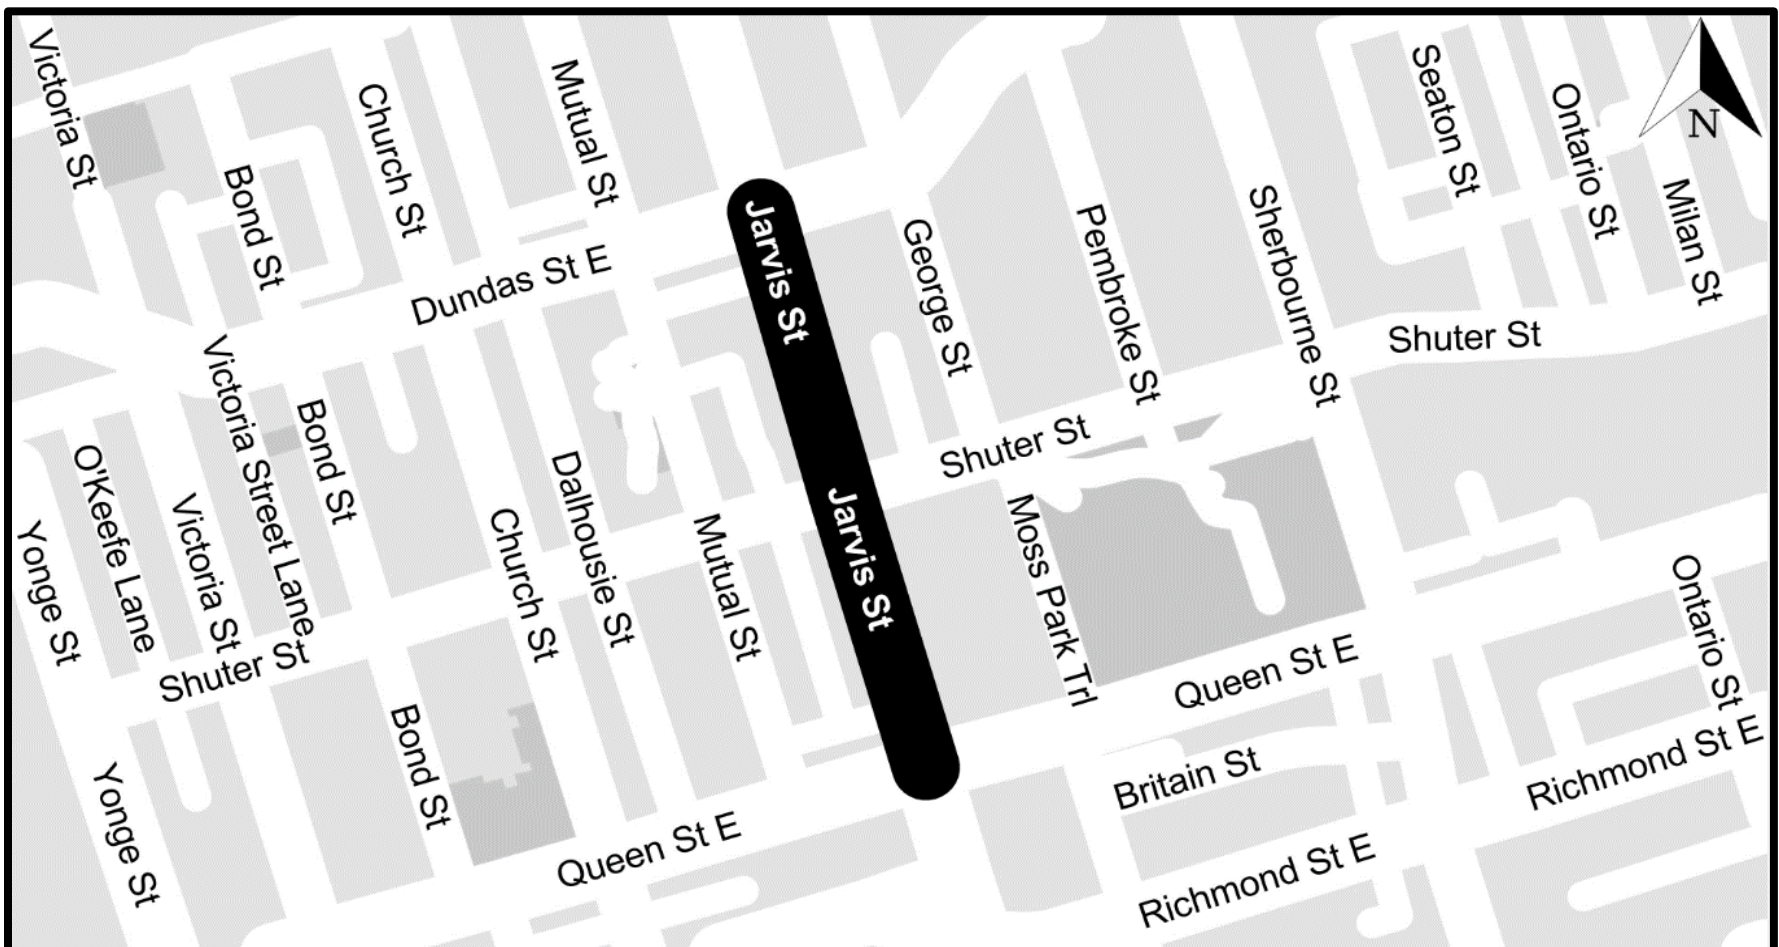 Victoria St
Bond St
Church St
Mutual St
Seaton St
Ontario St
Milan St
N
Dundas St E
Jarvis St
George St
Pembroke St
Sherbourne St
Shuter St
Victoria Street Lane
Bond St
O'Keefe Lane
Yonge St
Victoria St
Shuter St
Church St
Dalhousie St
Mutual St
Jarvis St
Shuter St
Moss Park Trl
Queen St E
Ontario St
Yonge St
Bond St
Queen St E
Britain St
Richmond St E
Richmond St E